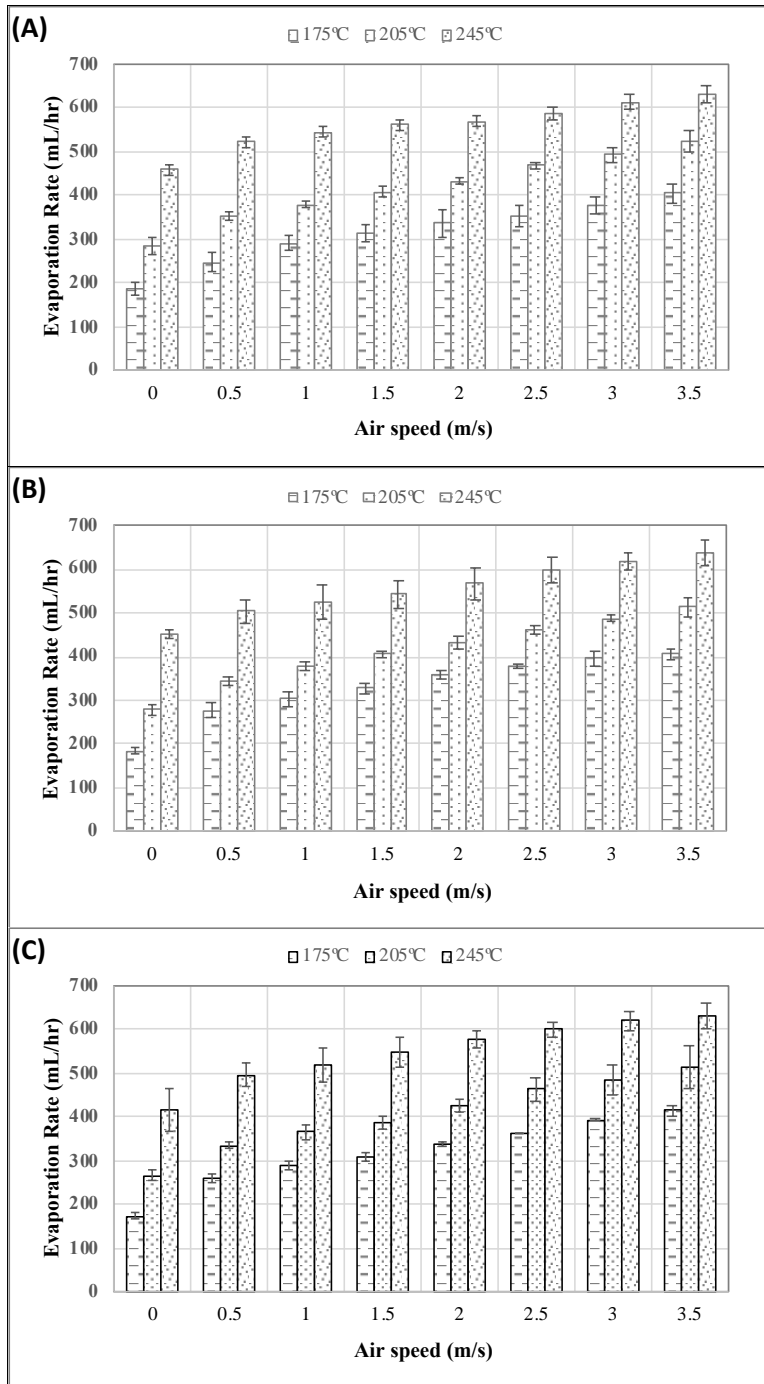 (A)
175℃ 205℃ 245℃
700
600
500
400
300
200
100
0
Evaporation Rate (mL/hr)
0 0.5 1 1.5 2 2.5 3 3.5
Air speed (m/s)
(B)
175℃ 205℃ 245℃
700
600
500
400
300
200
100
0
Evaporation Rate (mL/hr)
0 0.5 1 1.5 2 2.5 3 3.5
Air speed (m/s)
(C)
175℃ 205℃ 245℃
700
600
500
400
300
200
100
0
Evaporation Rate (mL/hr)
0 0.5 1 1.5 2 2.5 3 3.5
Air speed (m/s)